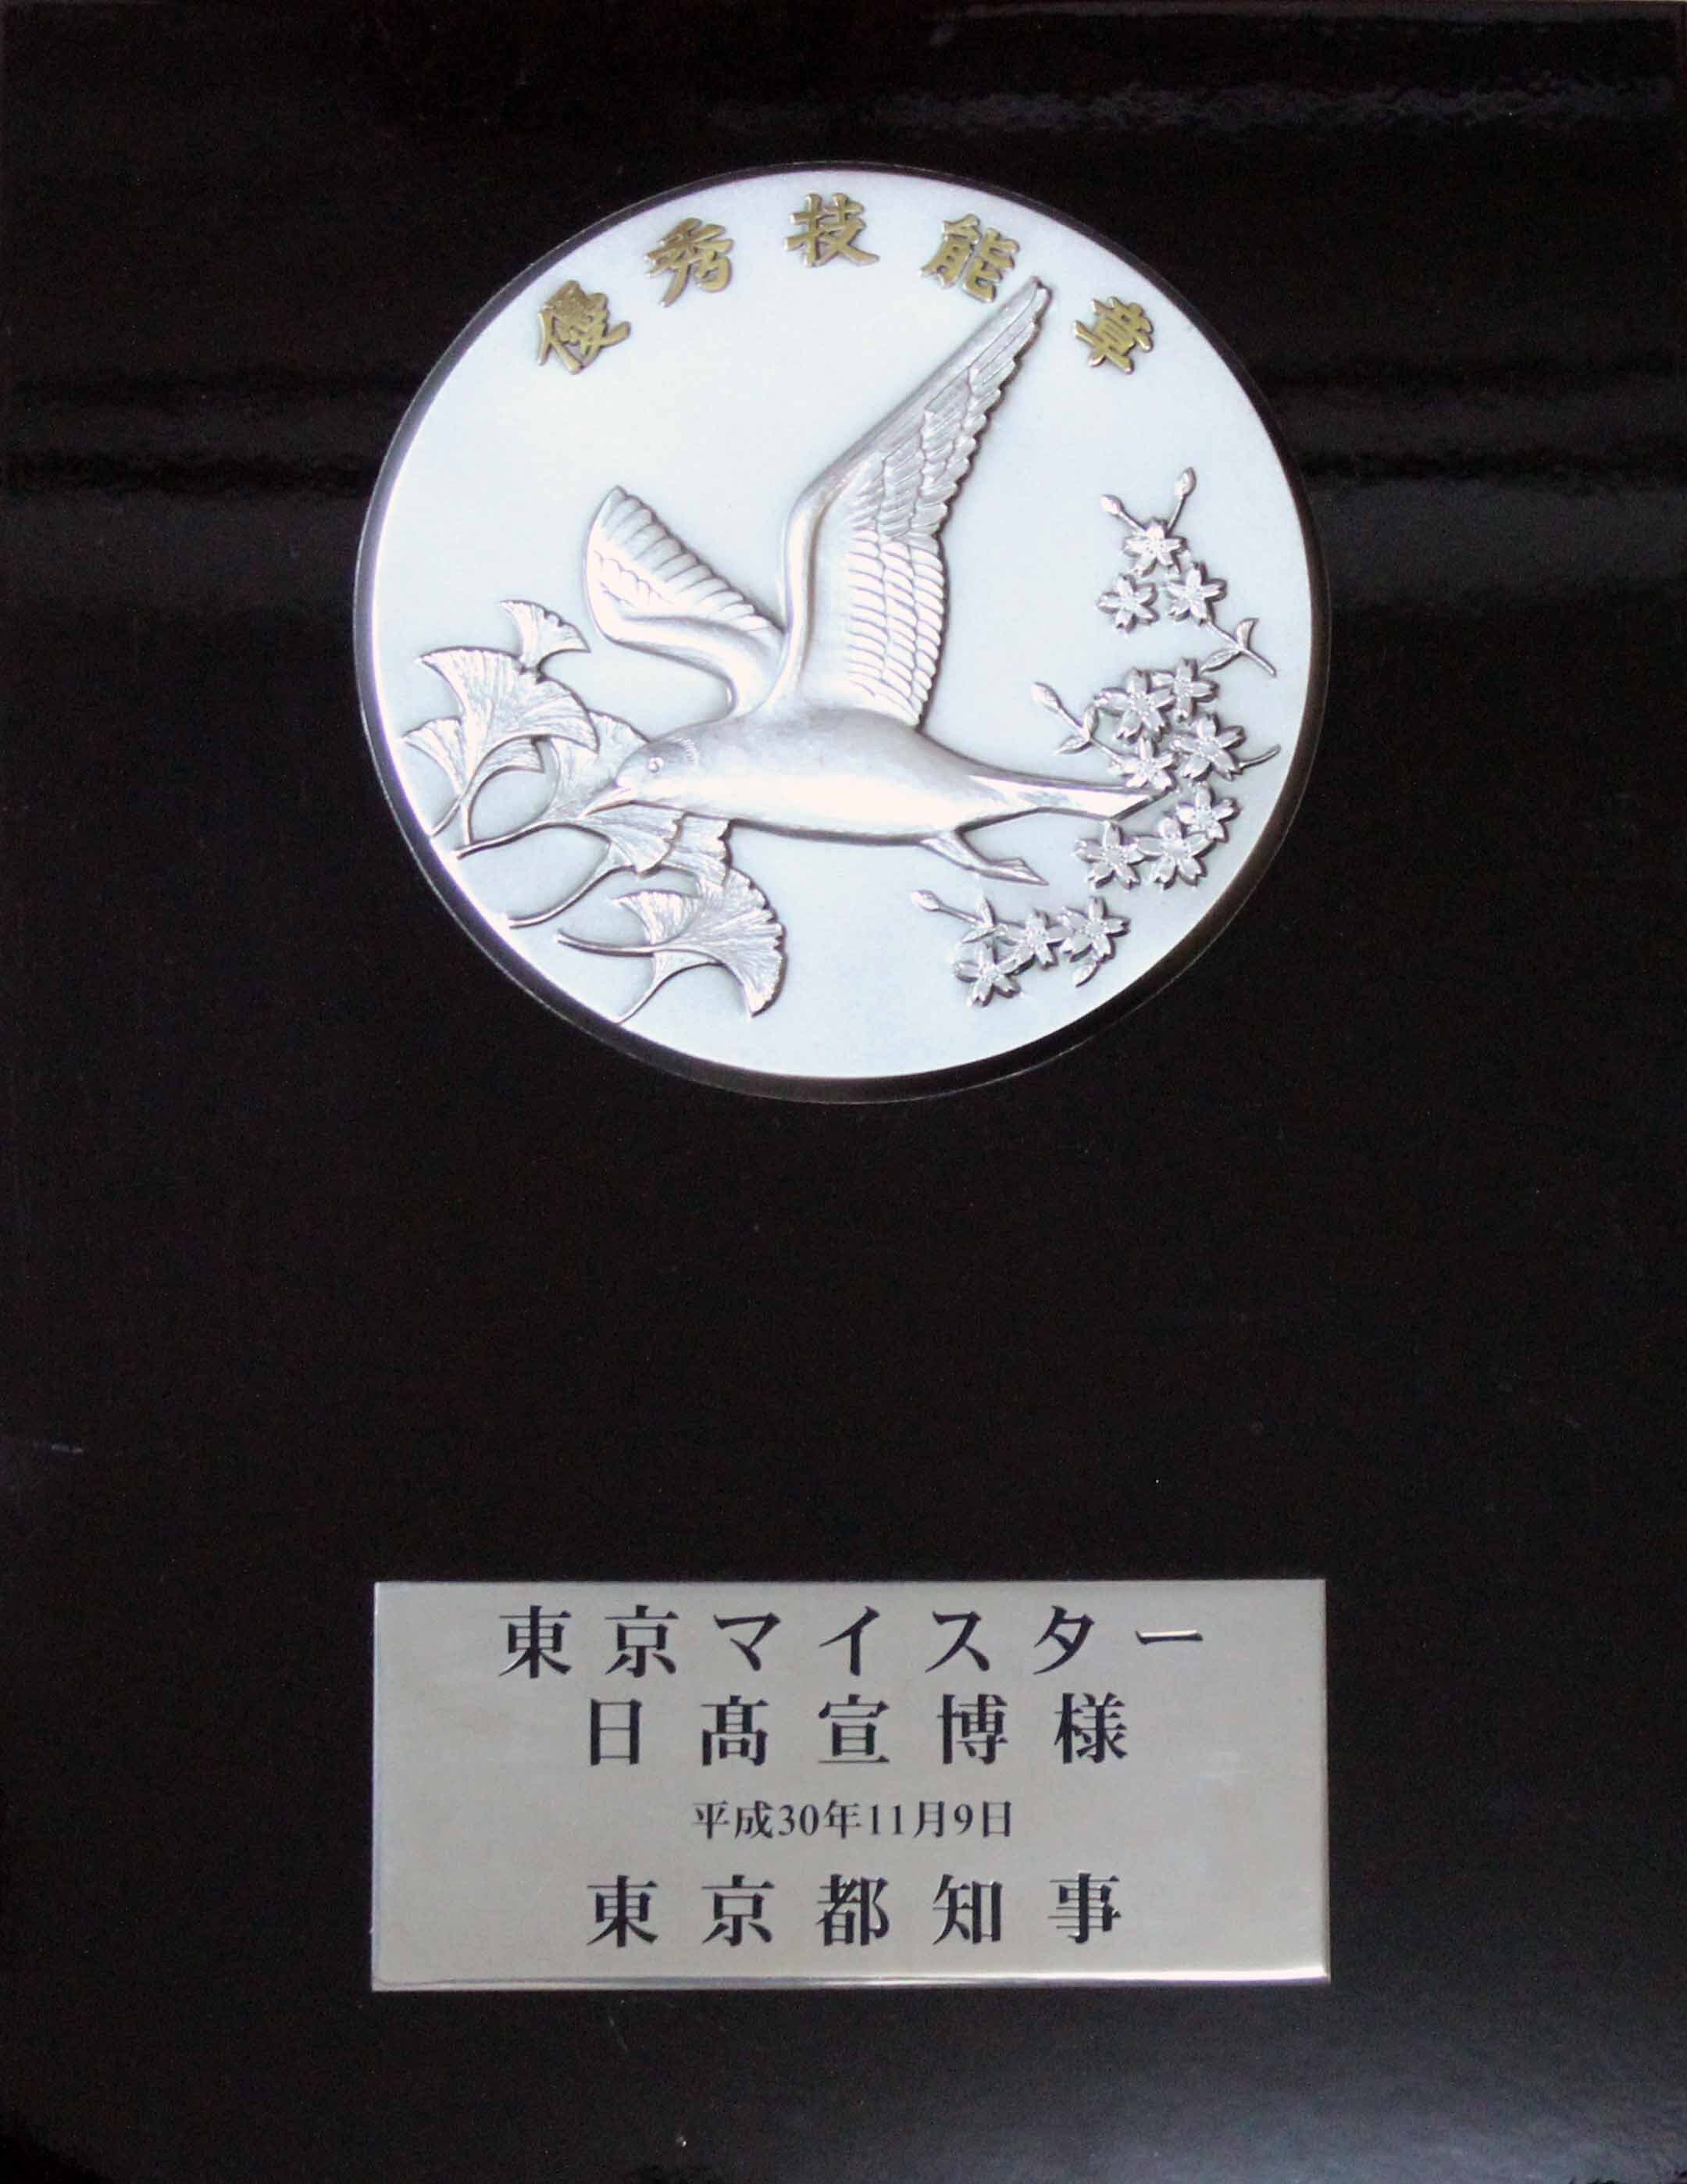 優秀技能章
東京マイスター
日髙宣博様
平成30年11月9日
東京都知事